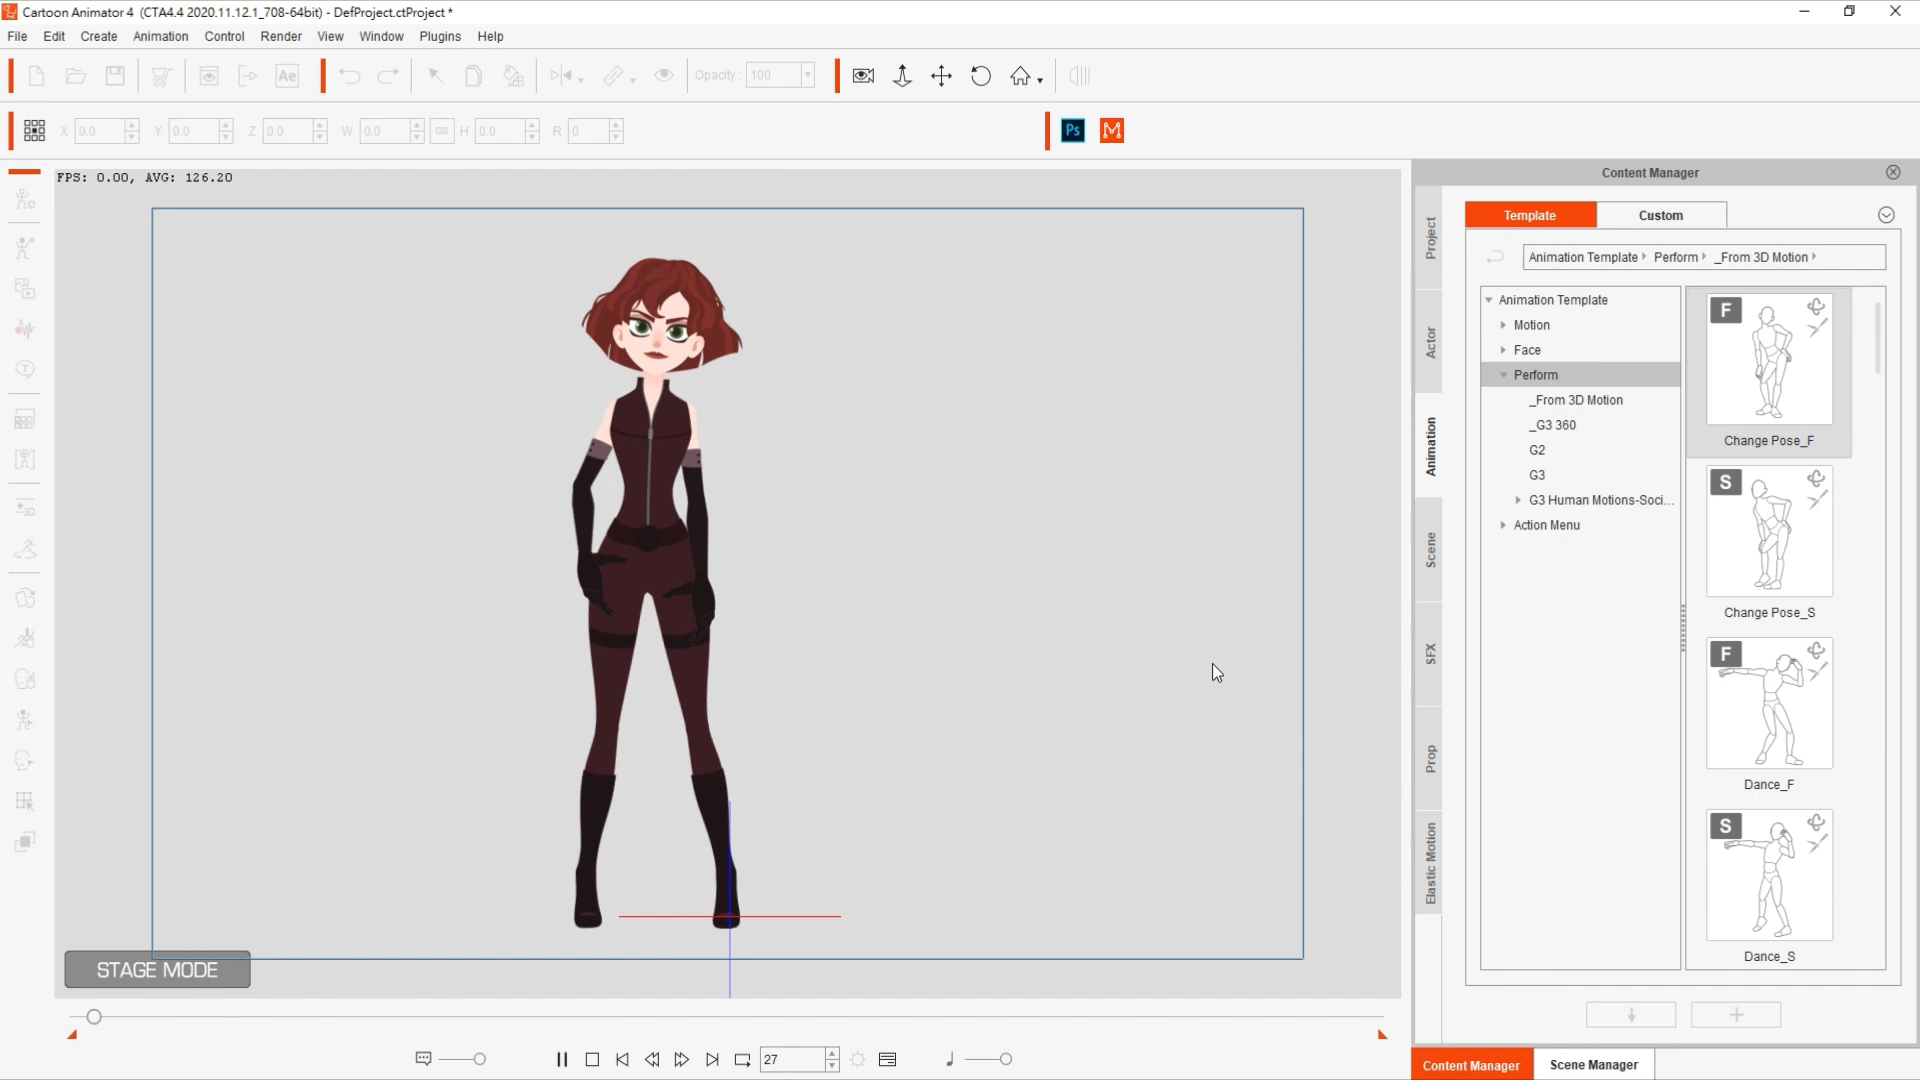 Cartoon Animator 4 (CTA4.4 2020.11.12.1_708-64bit) - DefProject.ctProject *
File Edit Create Animation Control Render View Window Plugins Help
Ae Opacity: 100
X 0.0 Y 0.0 Z 0.0 W 0.0 H 0.0 R 0 Ps
FPS: 0.00, AVG: 126.20
Content Manager
Template Custom
Animation Template Perform _From 3D Motion
Project
Actor
Animation
Scene
SFX
Prop
Elastic Motion
Animation Template
Motion
Face
Perform
_From 3D Motion
_G3 360
G2
G3
G3 Human Motions-Soci...
Action Menu
F
Change Pose_F
S
Change Pose_S
F
Dance_F
S
Dance_S
STAGE MODE
27
Content Manager Scene Manager